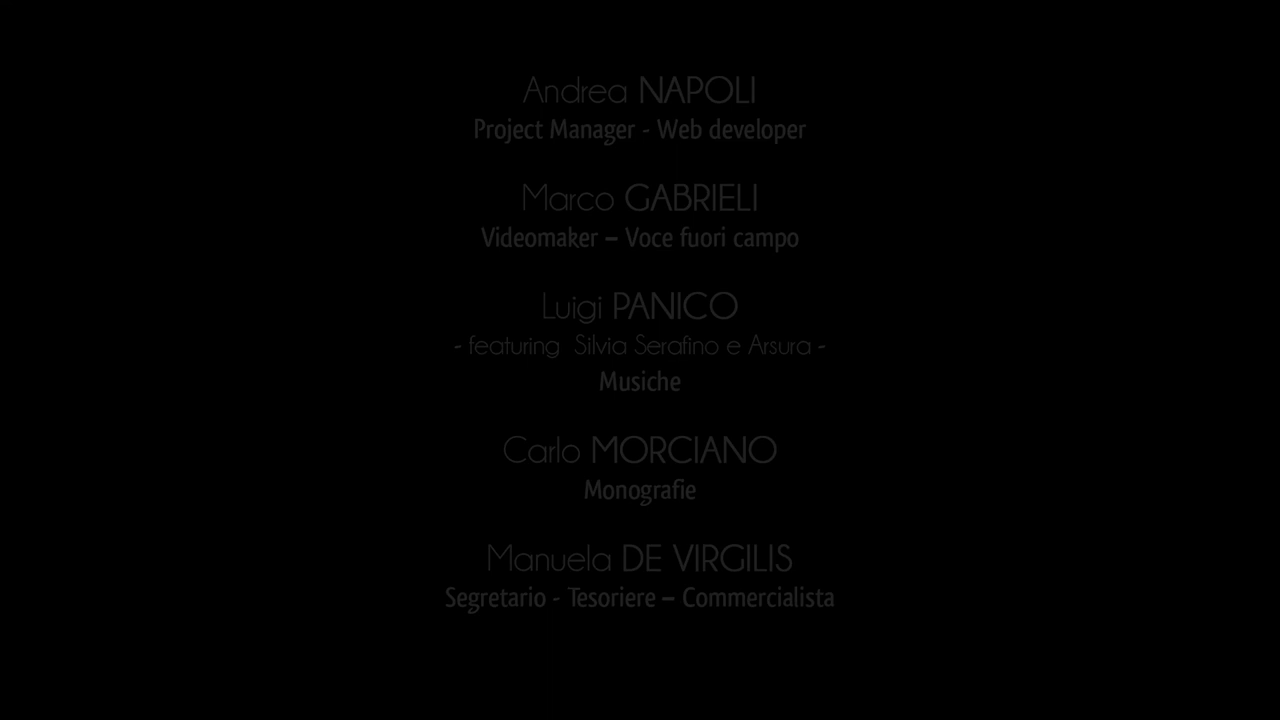 Andrea NAPOLI
Project Manager - Web developer
Marco GABRIELI
Videomaker – Voce fuori campo
Luigi PANICO
- featuring Silvia Serafino e Arsura -
Musiche
Carlo MORCIANO
Monografie
Manuela DE VIRGILIS
Segretario - Tesoriere – Commercialista